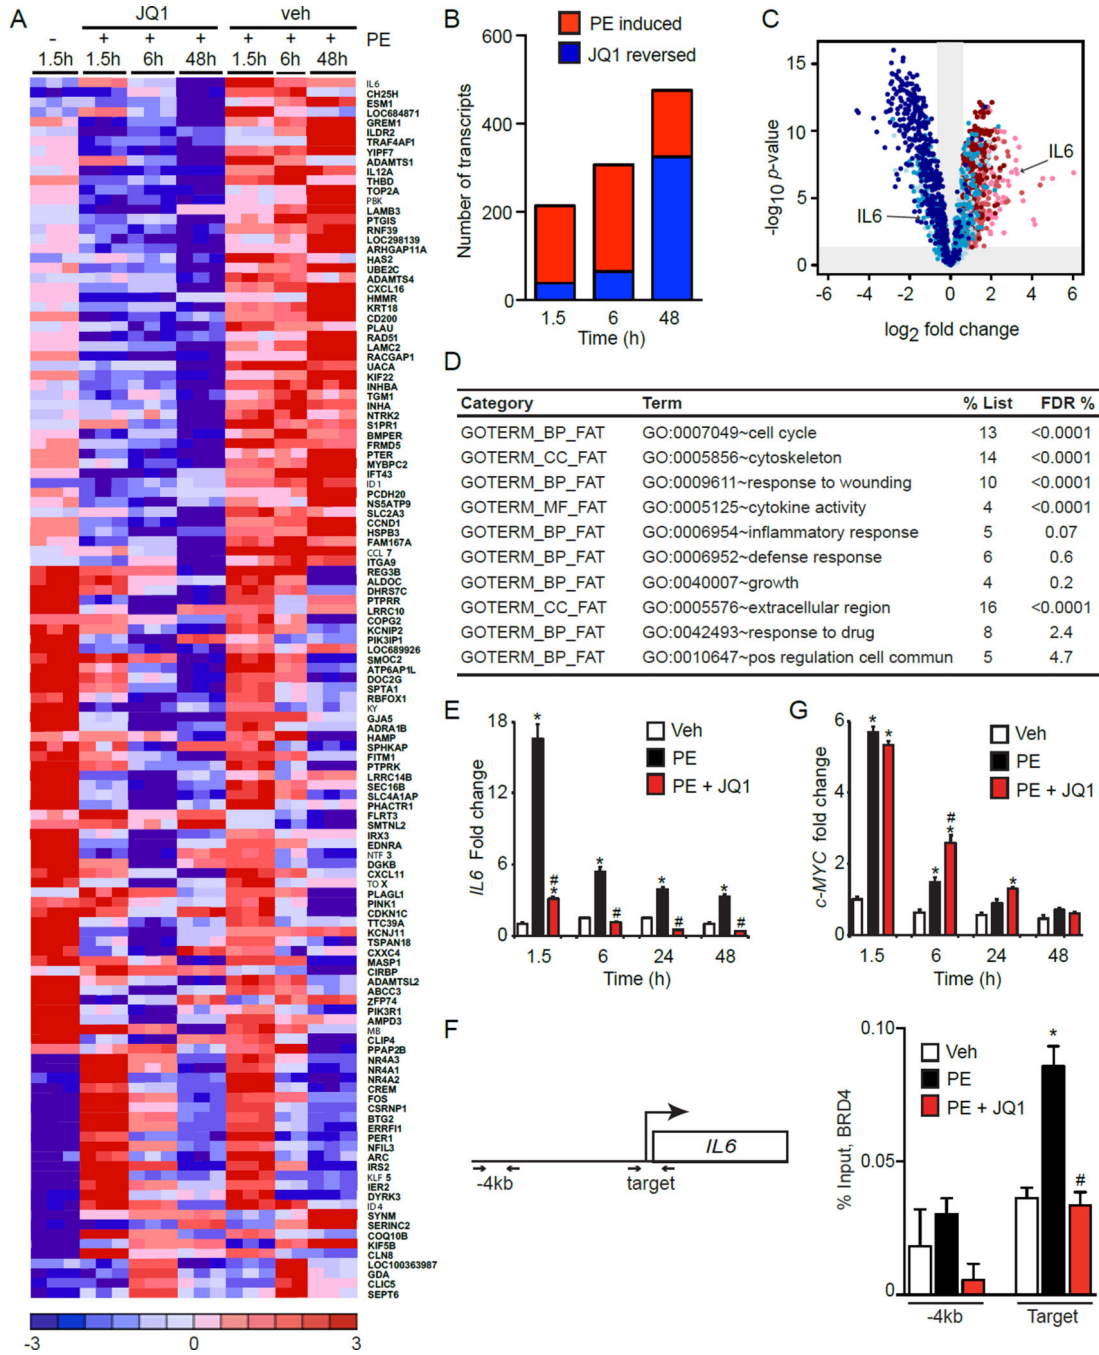 A
JQ1 veh
- + + + + + + PE
1.5h 1.5h 6h 48h 1.5h 6h 48h
IL6
CH25H
ESM1
LOC684871
GREM1
ILDR2
TRAF4AF1
YIPF7
ADAMTS1
IL12A
THBD
TOP2A
PBK
LAMB3
PTGIS
RNF39
LOC298139
ARHGAP11A
HAS2
UBE2C
ADAMTS4
CXCL16
HMMR
KRT18
CD200
PLAU
RAD51
LAMC2
RACGAP1
UACA
KIF22
INHBA
TGM1
INHA
NTRK2
S1PR1
BMPER
FRMD5
PTER
MYBPC2
IFT43
ID1
PCDH20
NS5ATP9
SLC2A3
CCND1
HSPB3
FAM167A
CCL 7
ITGA9
REG3B
ALDOC
DHRS7C
PTPRR
LRRC10
COPG2
KCNIP2
PIK3IP1
LOC689926
SMOC2
ATP6AP1L
DOC2G
SPTA1
RBFOX1
KY
GJA5
ADRA1B
HAMP
SPHKAP
FITM1
PTPRK
LRRC14B
SEC16B
SLC4A1AP
PHACTR1
FLRT3
SMTNL2
IRX3
EDNRA
NTF 3
DGKB
CXCL11
TO X
PLAGL1
PINK1
CDKN1C
TTC39A
KCNJ11
TSPAN18
CXXC4
MASP1
CIRBP
ADAMTSL2
ABCC3
ZFP74
PIK3R1
AMPD3
MB
CLIP4
PPAP2B
NR4A3
NR4A1
NR4A2
CREM
FOS
CSRNP1
BTG2
ERRFI1
PER1
NFIL3
ARC
IRS2
KLF 5
IER2
DYRK3
ID4
SYNM
SERINC2
COQ10B
KIF5B
CLN8
LOC100363987
GDA
CLIC5
SEPT6
-3 0 3
B
PE induced
JQ1 reversed
Number of transcripts
600
400
200
0
1.5 6 48
Time (h)
C
-log10 p-value
15
10
5
0
IL6
IL6
-6 -4 -2 0 2 4 6
log2 fold change
D
Category Term % List FDR %
GOTERM_BP_FAT GO:0007049~cell cycle 13 <0.0001
GOTERM_CC_FAT GO:0005856~cytoskeleton 14 <0.0001
GOTERM_BP_FAT GO:0009611~response to wounding 10 <0.0001
GOTERM_MF_FAT GO:0005125~cytokine activity 4 <0.0001
GOTERM_BP_FAT GO:0006954~inflammatory response 5 0.07
GOTERM_BP_FAT GO:0006952~defense response 6 0.6
GOTERM_BP_FAT GO:0040007~growth 4 0.2
GOTERM_CC_FAT GO:0005576~extracellular region 16 <0.0001
GOTERM_BP_FAT GO:0042493~response to drug 8 2.4
GOTERM_BP_FAT GO:0010647~pos regulation cell commun 5 4.7
E
IL6 Fold change
18
12
6
0
Veh
PE
PE + JQ1
*
# *
* #
* #
* #
1.5 6 24 48
Time (h)
G
c-MYC fold change
6
4
2
0
Veh
PE
PE + JQ1
* *
* # *
*
1.5 6 24 48
Time (h)
F
IL6
-4kb target
% Input, BRD4
0.10
0.05
0
Veh
PE
PE + JQ1
*
#
-4kb Target